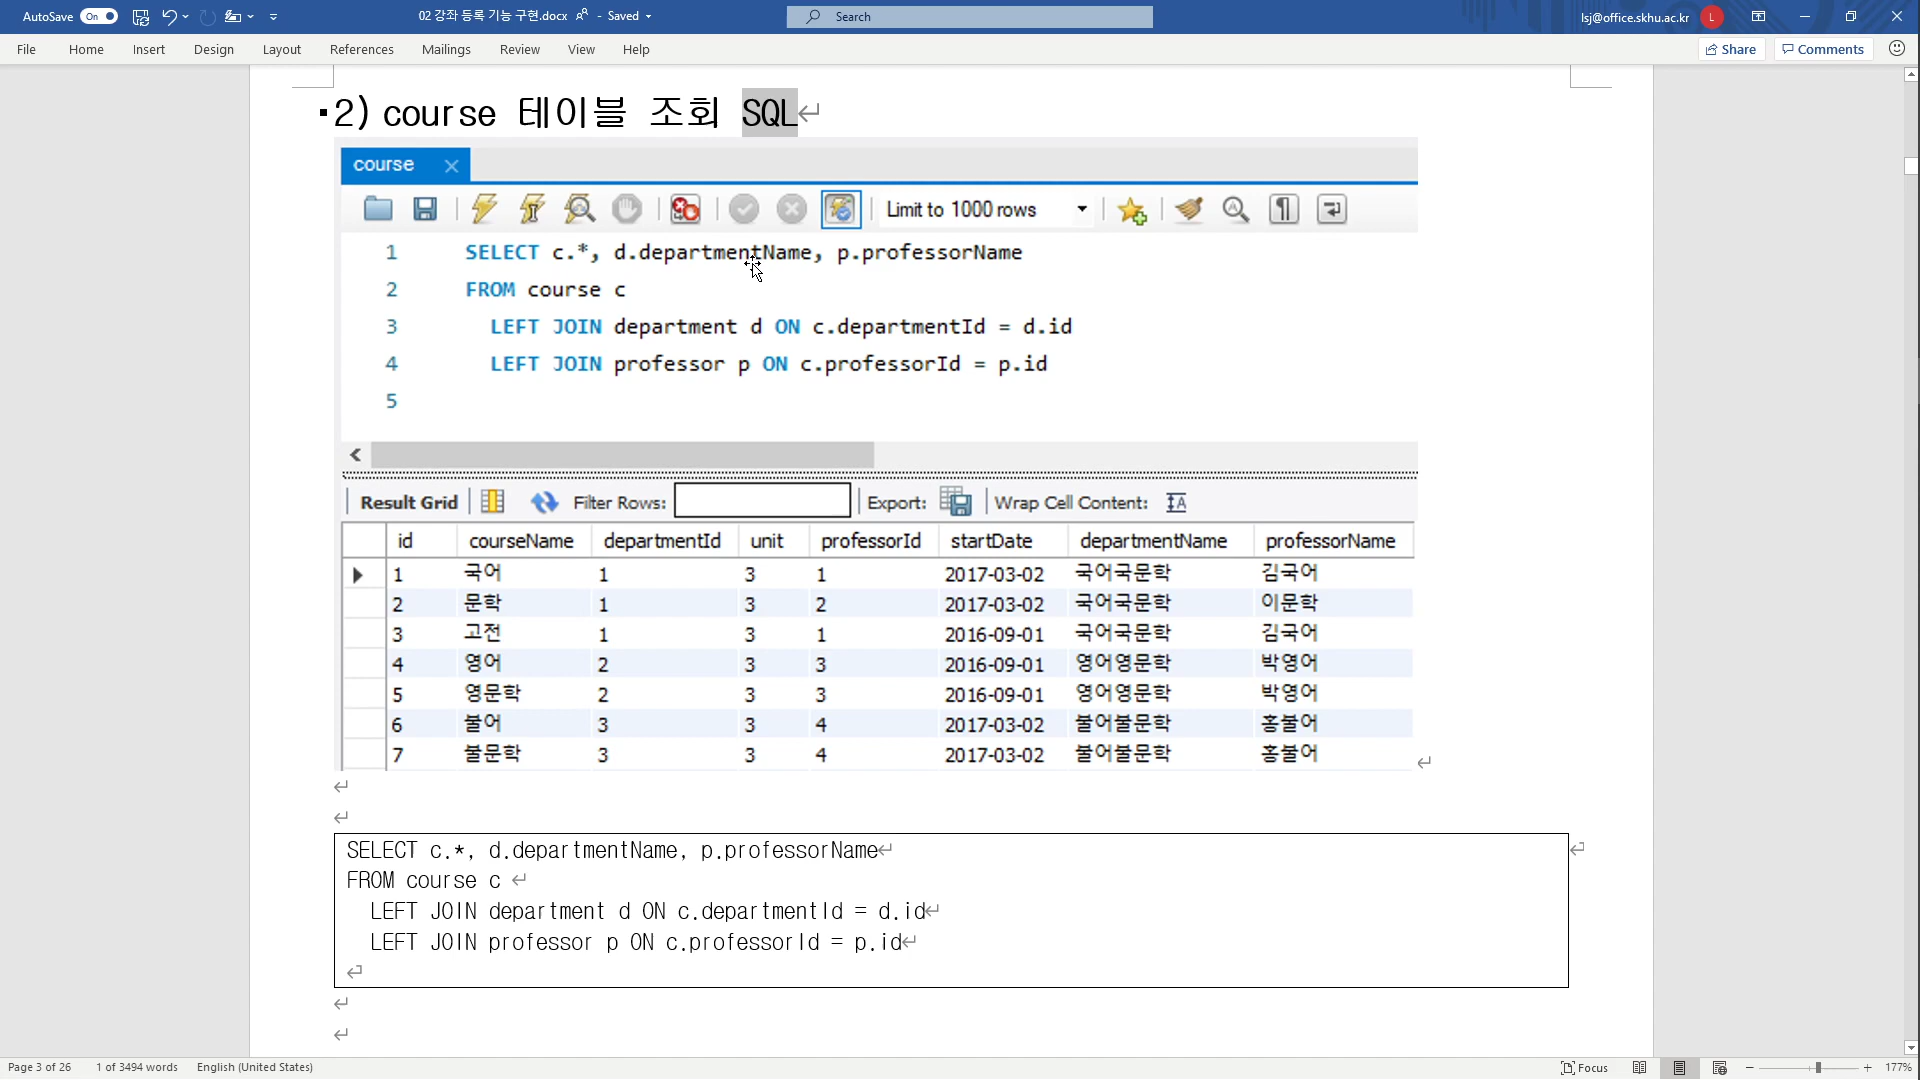 AutoSave On 02 강좌 등록 기능 구현.docx - Saved Search lsj@office.skhu.ac.kr L
File Home Insert Design Layout References Mailings Review View Help Share Comments
2) course 테이블 조회 SQL
course
Limit to 1000 rows
1 SELECT c.*, d.departmentName, p.professorName
2 FROM course c
3 LEFT JOIN department d ON c.departmentId = d.id
4 LEFT JOIN professor p ON c.professorId = p.id
5
Result Grid Filter Rows: Export: Wrap Cell Content:
id courseName departmentId unit professorId startDate departmentName professorName
1 국어 1 3 1 2017-03-02 국어국문학 김국어
2 문학 1 3 2 2017-03-02 국어국문학 이문학
3 고전 1 3 1 2016-09-01 국어국문학 김국어
4 영어 2 3 3 2016-09-01 영어영문학 박영어
5 영문학 2 3 3 2016-09-01 영어영문학 박영어
6 불어 3 3 4 2017-03-02 불어불문학 홍불어
7 불문학 3 3 4 2017-03-02 불어불문학 홍불어
SELECT c.*, d.departmentName, p.professorName
FROM course c
LEFT JOIN department d ON c.departmentId = d.id
LEFT JOIN professor p ON c.professorId = p.id
Page 3 of 26 1 of 3494 words English (United States) Focus 177%